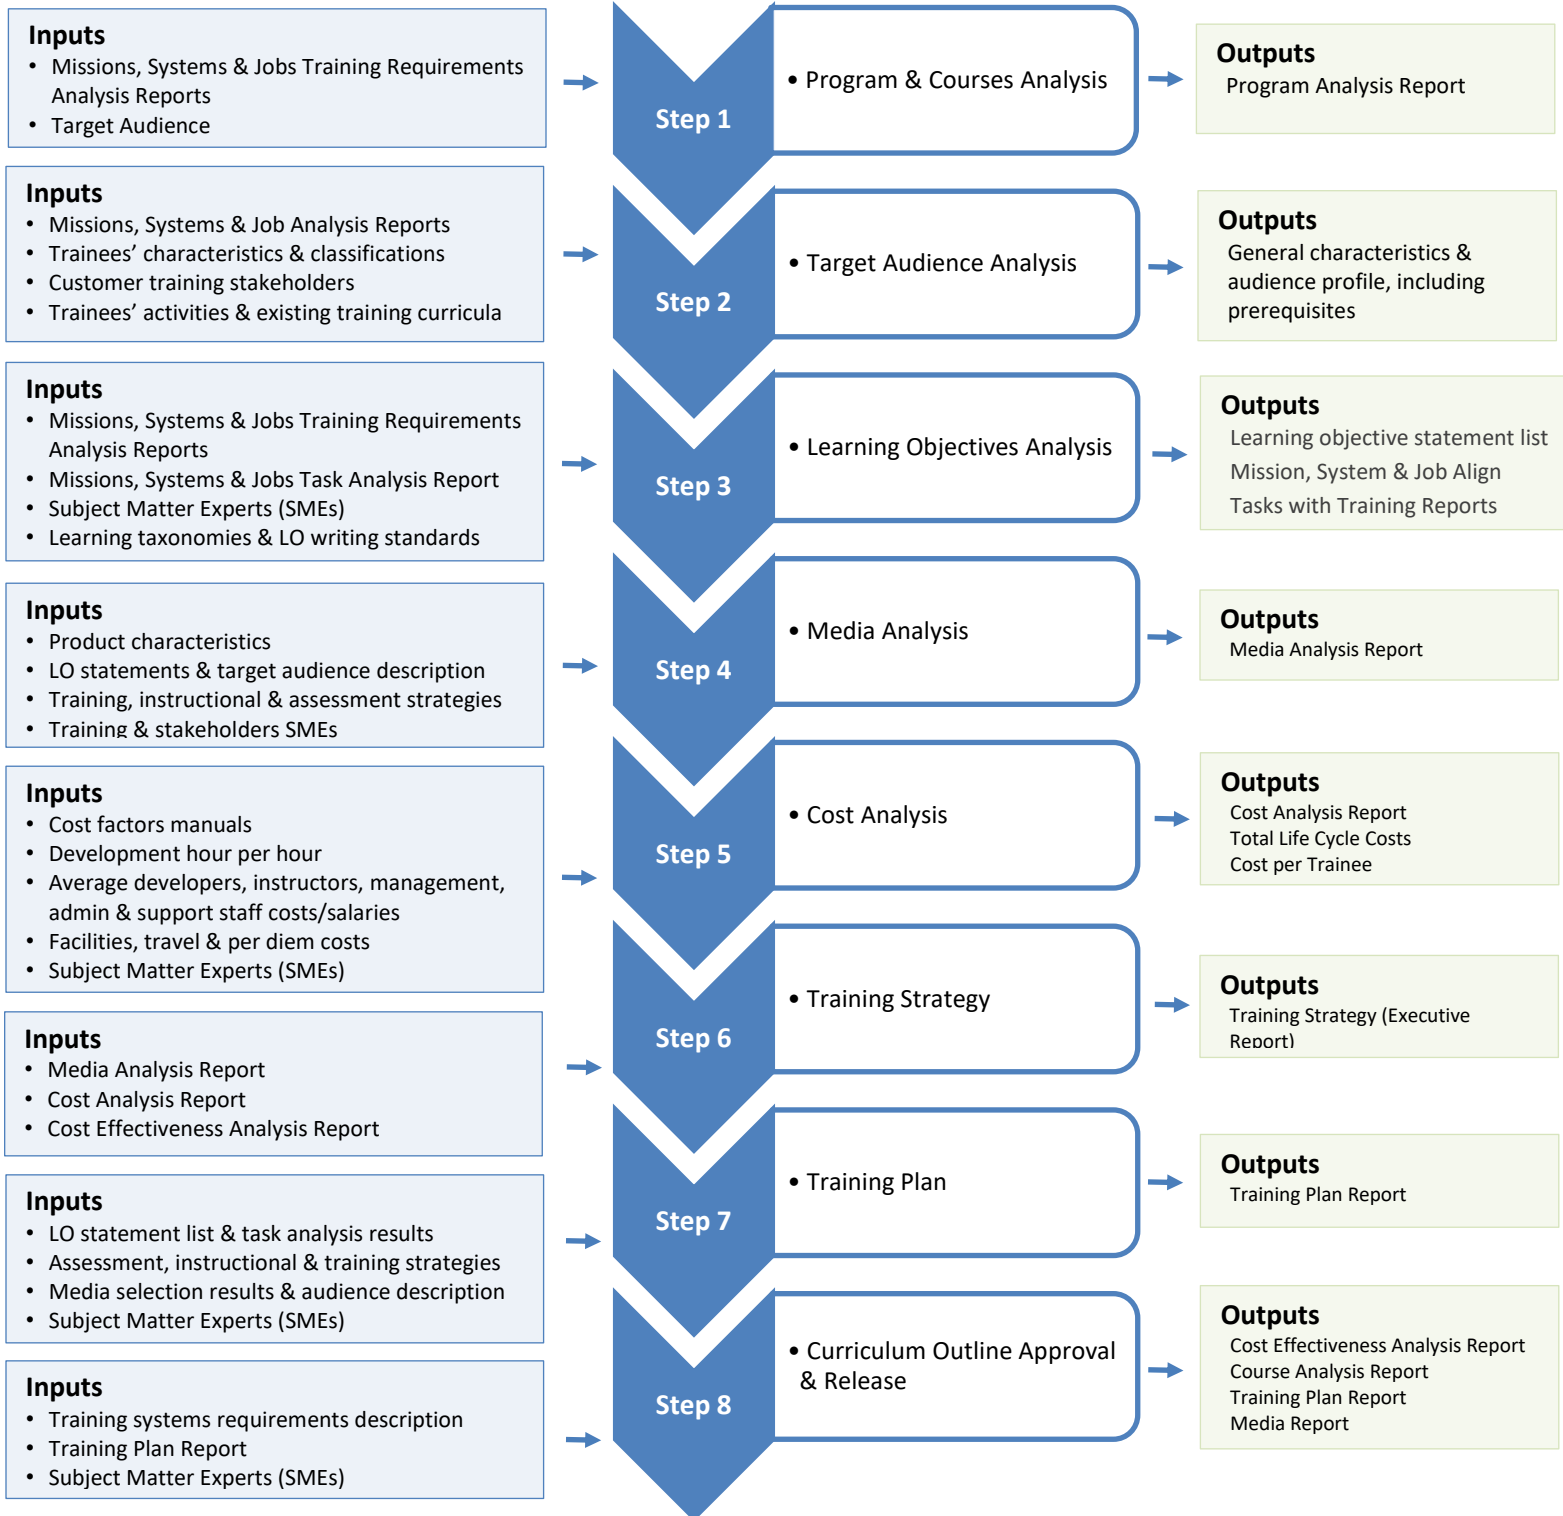 Inputs
• Missions, Systems & Jobs Training Requirements
Analysis Reports
• Target Audience
Step 1
• Program & Courses Analysis
Outputs
Program Analysis Report
Inputs
• Missions, Systems & Job Analysis Reports
• Trainees’ characteristics & classifications
• Customer training stakeholders
• Trainees’ activities & existing training curricula
Step 2
• Target Audience Analysis
Outputs
General characteristics &
audience profile, including
prerequisites
Inputs
• Missions, Systems & Jobs Training Requirements
Analysis Reports
• Missions, Systems & Jobs Task Analysis Report
• Subject Matter Experts (SMEs)
• Learning taxonomies & LO writing standards
Step 3
• Learning Objectives Analysis
Outputs
Learning objective statement list
Mission, System & Job Align
Tasks with Training Reports
Inputs
• Product characteristics
• LO statements & target audience description
• Training, instructional & assessment strategies
• Training & stakeholders SMEs
Step 4
• Media Analysis
Outputs
Media Analysis Report
Inputs
• Cost factors manuals
• Development hour per hour
• Average developers, instructors, management,
admin & support staff costs/salaries
• Facilities, travel & per diem costs
• Subject Matter Experts (SMEs)
Step 5
• Cost Analysis
Outputs
Cost Analysis Report
Total Life Cycle Costs
Cost per Trainee
Inputs
• Media Analysis Report
• Cost Analysis Report
• Cost Effectiveness Analysis Report
Step 6
• Training Strategy
Outputs
Training Strategy (Executive
Report)
Inputs
• LO statement list & task analysis results
• Assessment, instructional & training strategies
• Media selection results & audience description
• Subject Matter Experts (SMEs)
Step 7
• Training Plan
Outputs
Training Plan Report
Inputs
• Training systems requirements description
• Training Plan Report
• Subject Matter Experts (SMEs)
Step 8
• Curriculum Outline Approval
& Release
Outputs
Cost Effectiveness Analysis Report
Course Analysis Report
Training Plan Report
Media Report